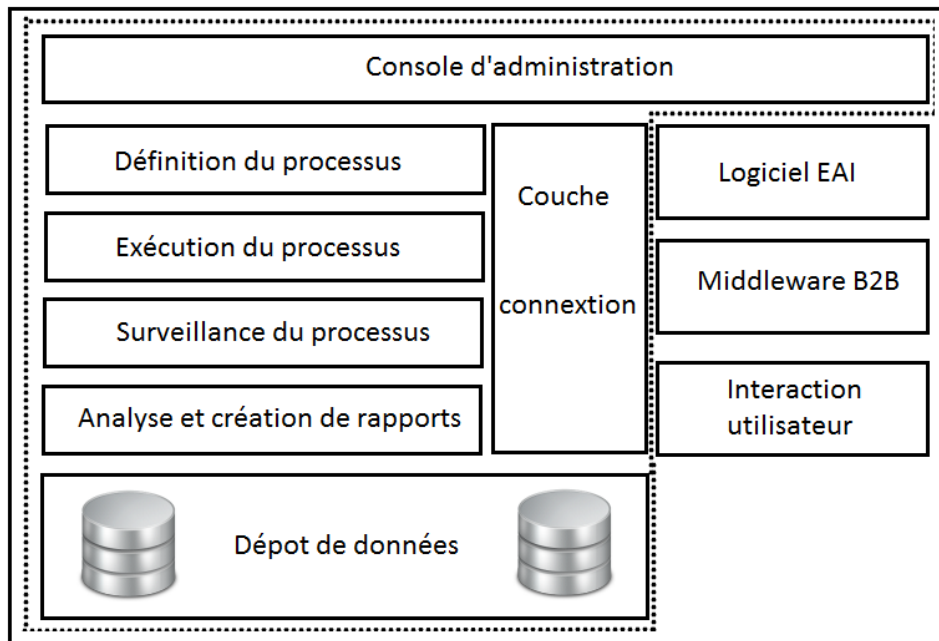 Console d'administration
Définition du processus
Exécution du processus
Surveillance du processus
Analyse et création de rapports
Couche
connextion
Logiciel EAI
Middleware B2B
Interaction
utilisateur
Dépot de données